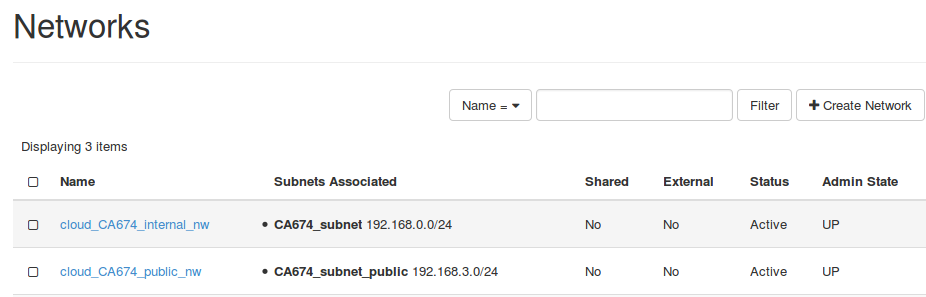 Networks
Name = Filter Create Network
Displaying 3 items
Name Subnets Associated Shared External Status Admin State
cloud_CA674_internal_nw • CA674_subnet 192.168.0.0/24 No No Active UP
cloud_CA674_public_nw • CA674_subnet_public 192.168.3.0/24 No No Active UP